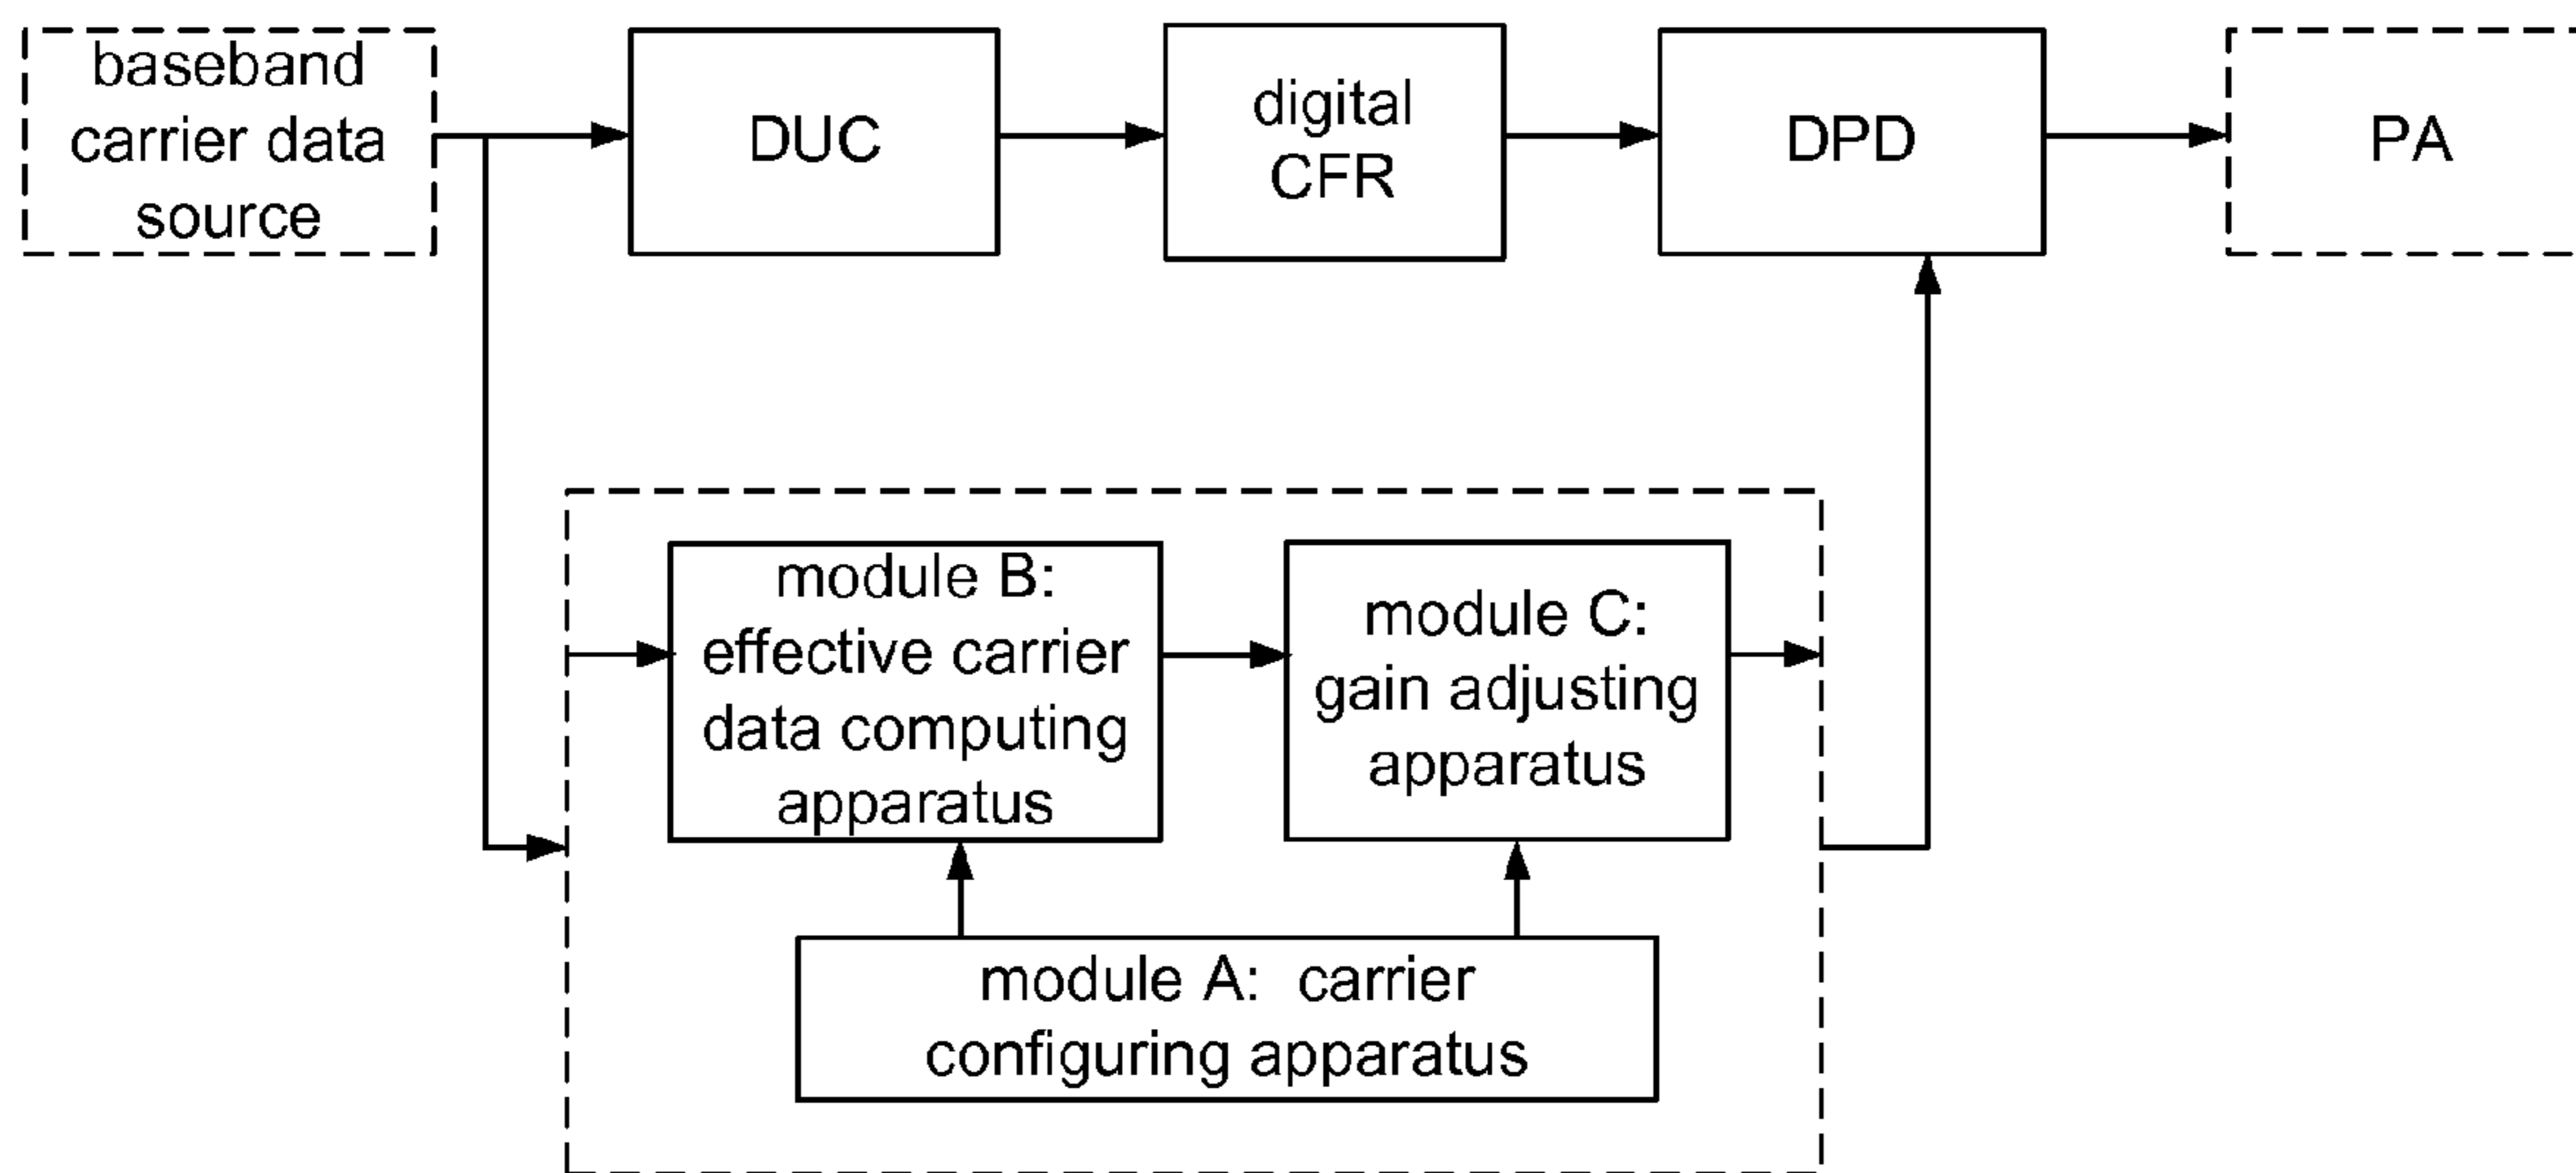 baseband
carrier data
source
DUC
digital
CFR
DPD
PA
module B:
effective carrier
data computing
apparatus
module C:
gain adjusting
apparatus
module A: carrier
configuring apparatus